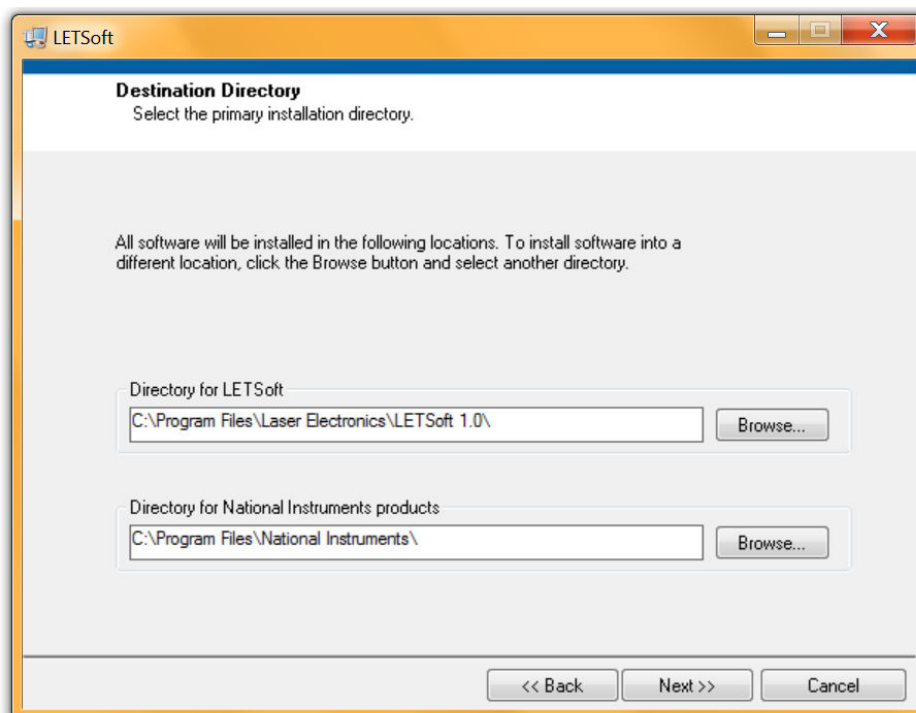 LETSoft
Destination Directory
Select the primary installation directory.
All software will be installed in the following locations. To install software into a
different location, click the Browse button and select another directory.
Directory for LETSoft
C:\Program Files\Laser Electronics\LETSoft 1.0\
Browse...
Directory for National Instruments products
C:\Program Files\National Instruments\
Browse...
<< Back
Next >>
Cancel